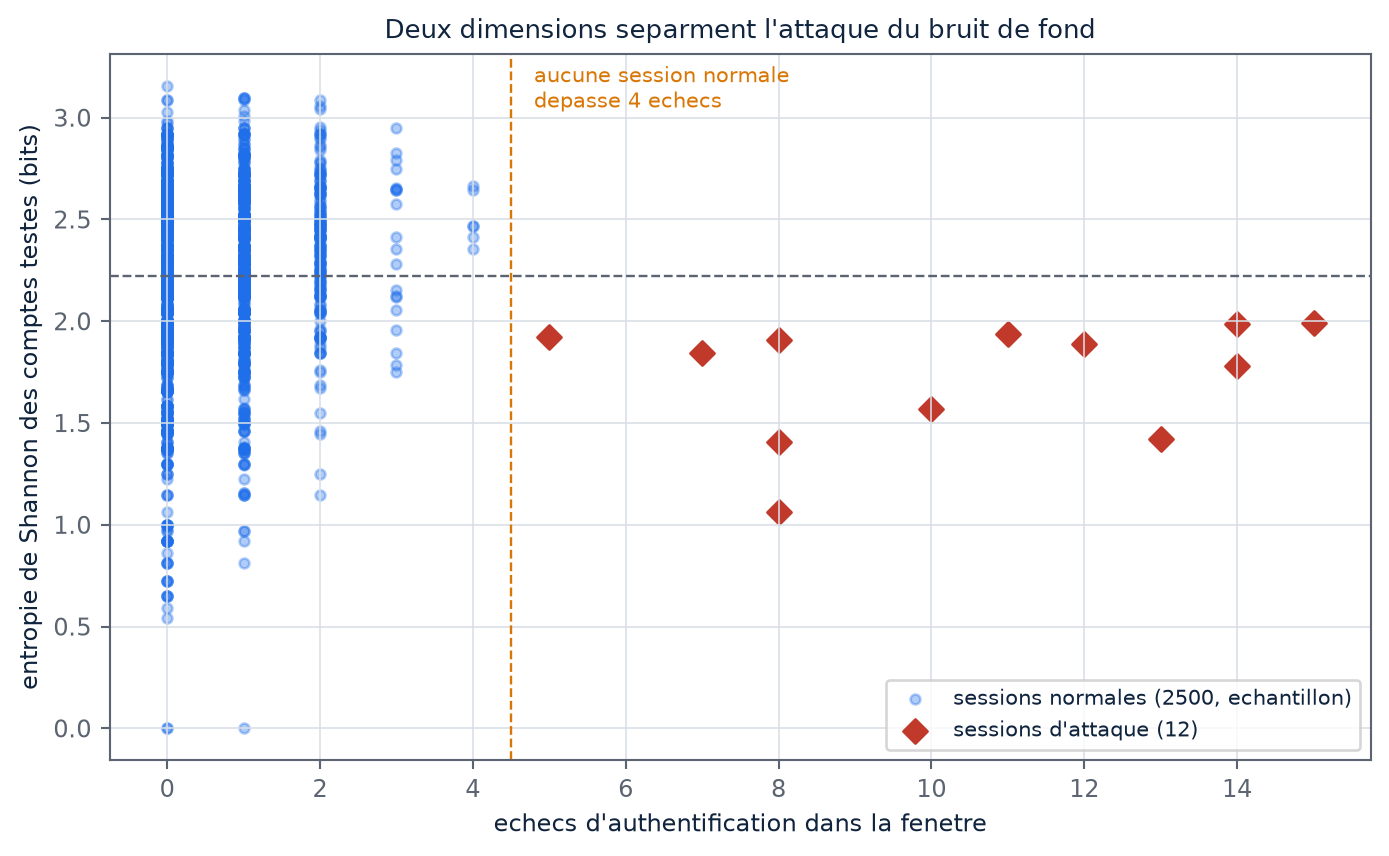 Deux dimensions separment l'attaque du bruit de fond
aucune session normale
depasse 4 echecs
entropie de Shannon des comptes testes (bits)
3.0
2.5
2.0
1.5
1.0
0.5
0.0
sessions normales (2500, echantillon)
sessions d'attaque (12)
0 2 4 6 8 10 12 14
echecs d'authentification dans la fenetre